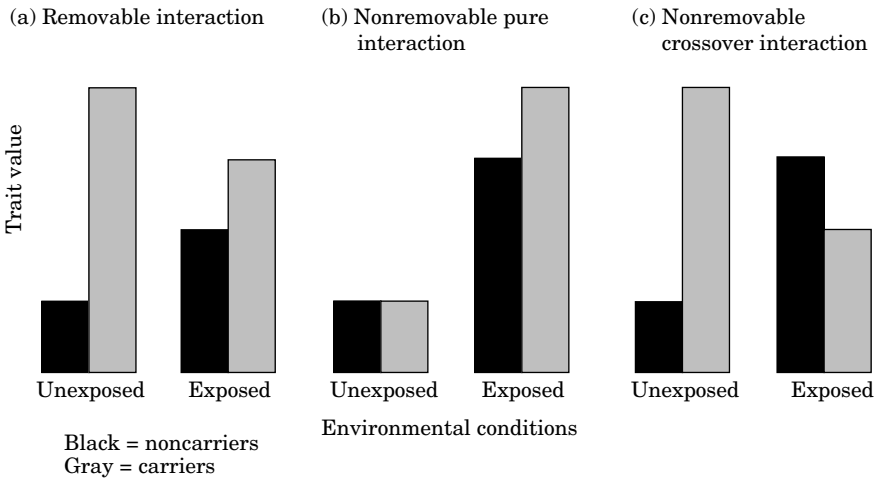 (a) Removable interaction
(b) Nonremovable pure
interaction
(c) Nonremovable
crossover interaction
Trait value
Unexposed
Exposed
Unexposed
Exposed
Unexposed
Exposed
Environmental conditions
Black = noncarriers
Gray = carriers